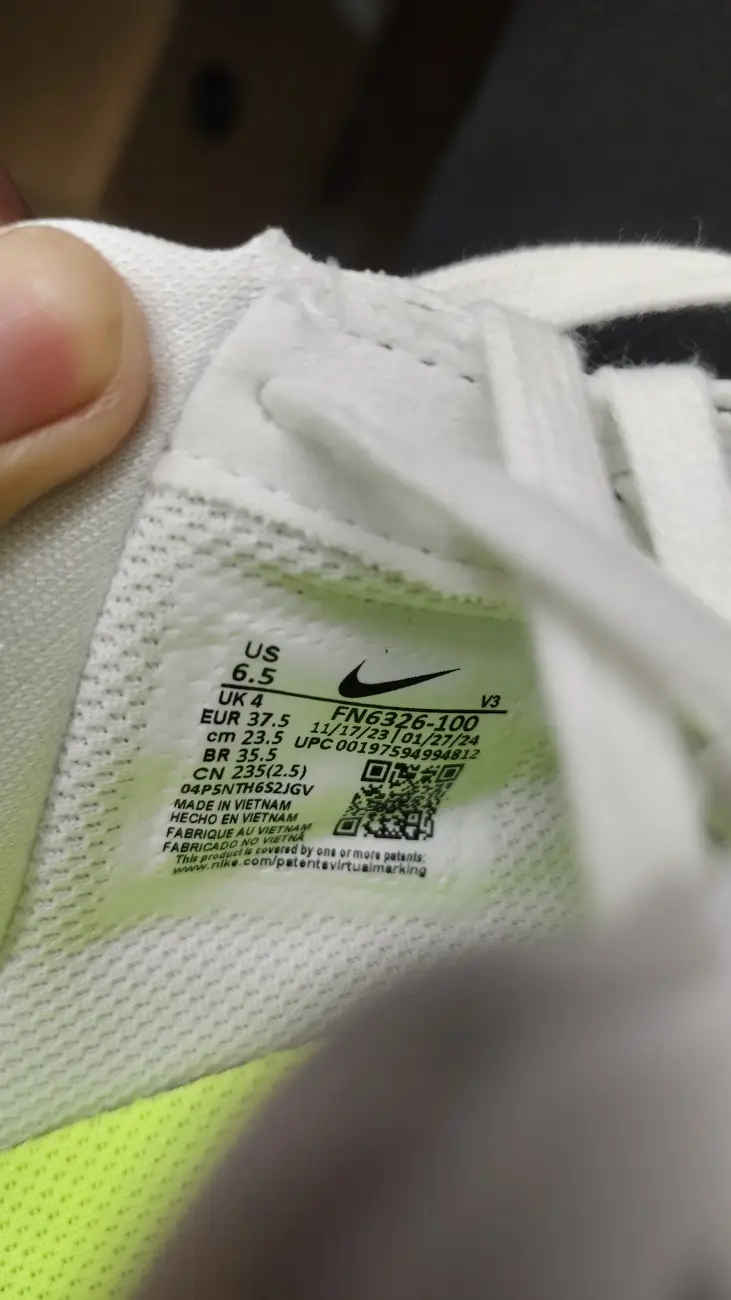 US
6.5
UK 4
V3
EUR 37.5
FN6326-100
cm 23.5
11/17/23 | 01/27/24
BR 35.5
UPC 00197594994812
CN 235(2.5)
04P5NTH6S2JGV
MADE IN VIETNAM
HECHO EN VIETNAM
FABRIQUE AU VIETNAM
FABRICADO NO VIETNÃ
This product is covered by one or more patents:
www.nike.com/patentsvirtualmarking